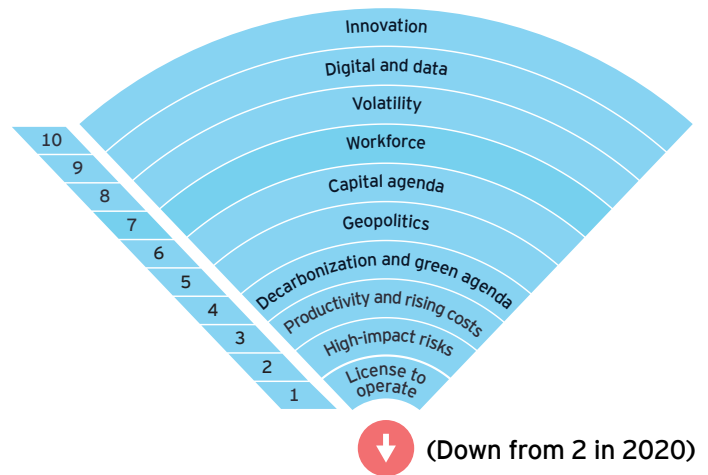 Innovation
Digital and data
Volatility
Workforce
Capital agenda
Geopolitics
Decarbonization and green agenda
Productivity and rising costs
High-impact risks
License to
operate
10
9
8
7
6
5
4
3
2
1
(Down from 2 in 2020)